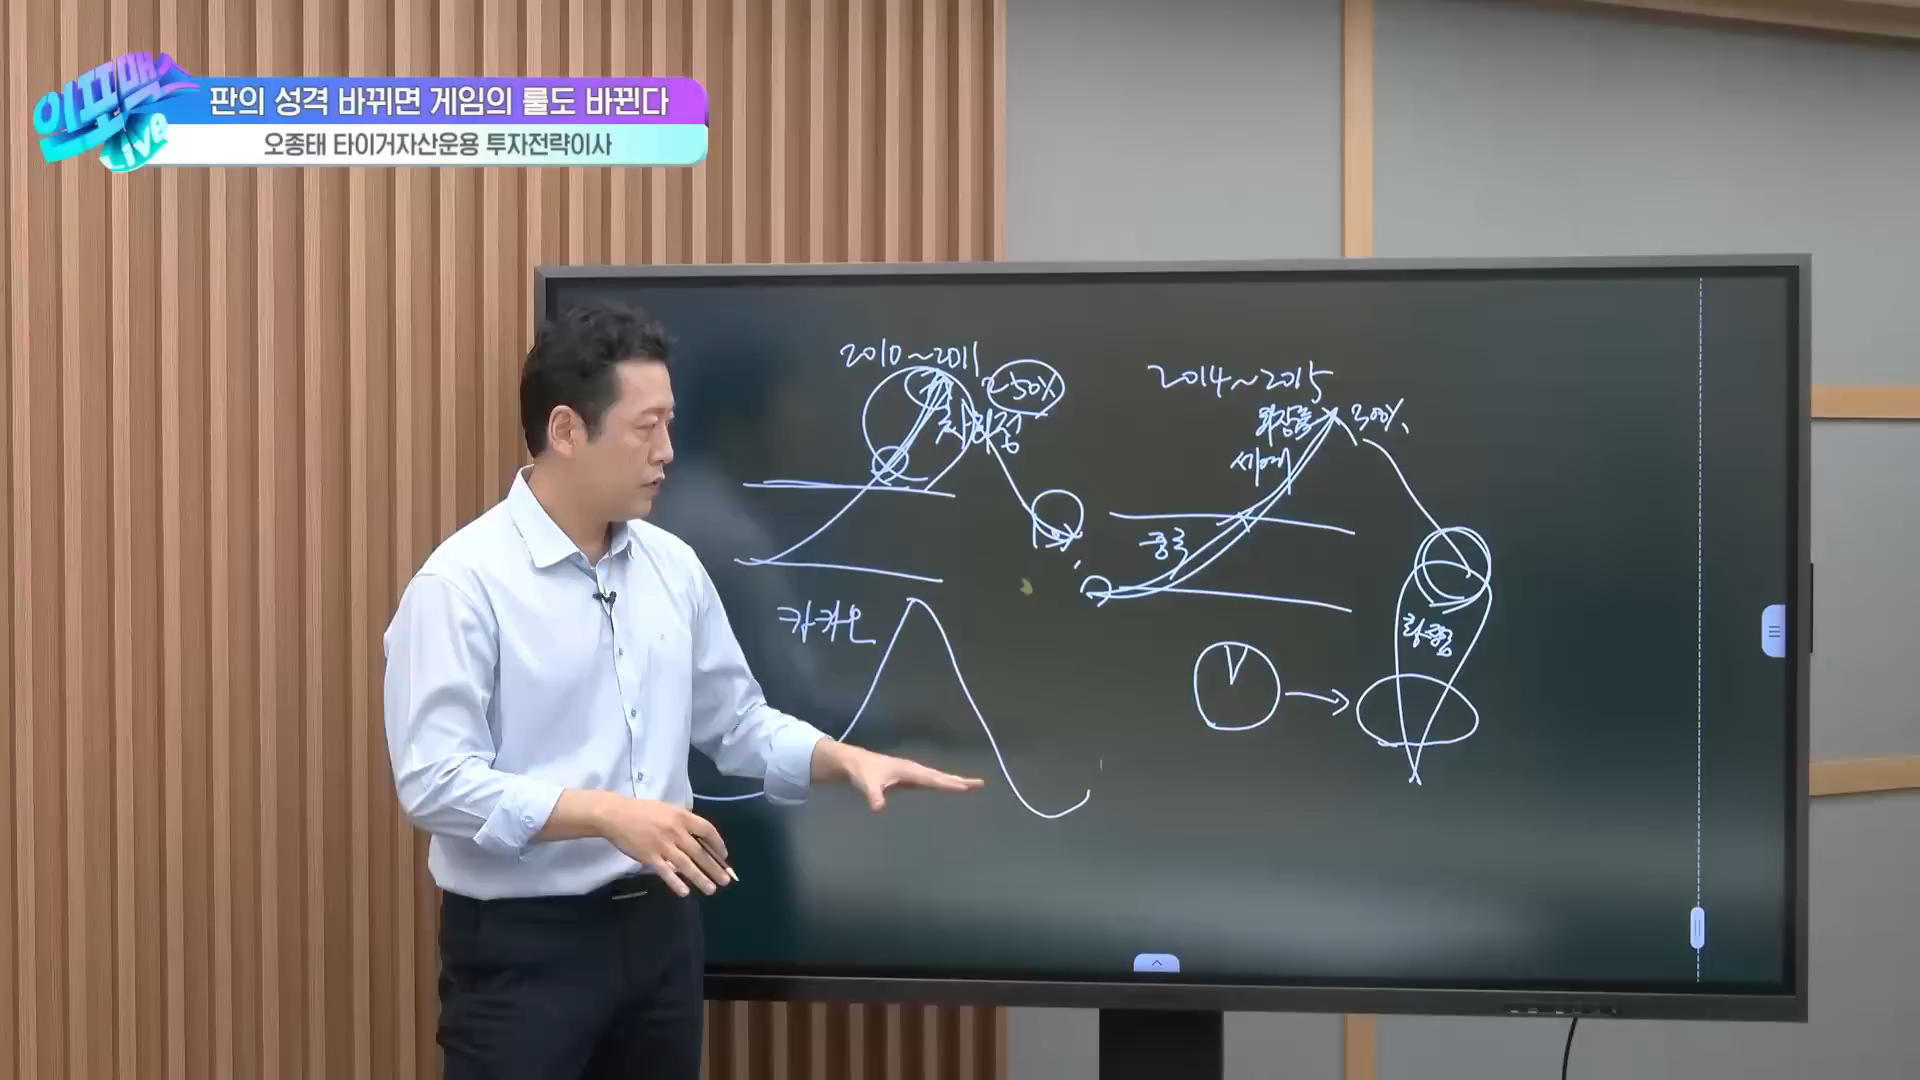 인포맥스
Live
판의 성격 바뀌면 게임의 룰도 바뀐다
오종태 타이거자산운용 투자전략이사
2010~2011
250%
차화정
2014~2015
화장품
300%
세계
중국
카카오